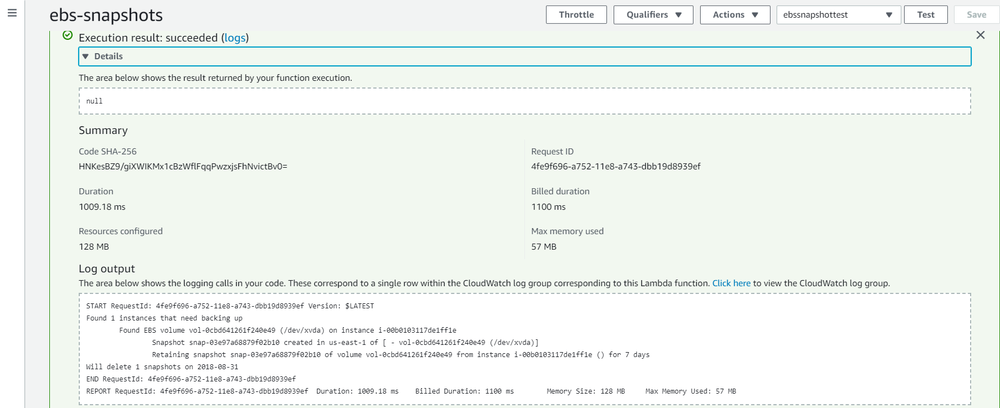 ebs-snapshots
Throttle
Qualifiers
Actions
ebssnapshottest
Test
Save
Execution result: succeeded (logs)
Details
The area below shows the result returned by your function execution.
null
Summary
Code SHA-256
HNKesBZ9/giXWIKMx1cBzWflFqqPwzxjsFhNvictBv0=
Request ID
4fe9f696-a752-11e8-a743-dbb19d8939ef
Duration
1009.18 ms
Billed duration
1100 ms
Resources configured
128 MB
Max memory used
57 MB
Log output
The area below shows the logging calls in your code. These correspond to a single row within the CloudWatch log group corresponding to this Lambda function. Click here to view the CloudWatch log group.
START RequestId: 4fe9f696-a752-11e8-a743-dbb19d8939ef Version: $LATEST
Found 1 instances that need backing up
Found EBS volume vol-0cbd641261f240e49 (/dev/xvda) on instance i-00b0103117de1ff1e
Snapshot snap-03e97a68879f02b10 created in us-east-1 of [ - vol-0cbd641261f240e49 (/dev/xvda)]
Retaining snapshot snap-03e97a68879f02b10 of volume vol-0cbd641261f240e49 from instance i-00b0103117de1ff1e () for 7 days
Will delete 1 snapshots on 2018-08-31
END RequestId: 4fe9f696-a752-11e8-a743-dbb19d8939ef
REPORT RequestId: 4fe9f696-a752-11e8-a743-dbb19d8939ef Duration: 1009.18 ms Billed Duration: 1100 ms Memory Size: 128 MB Max Memory Used: 57 MB